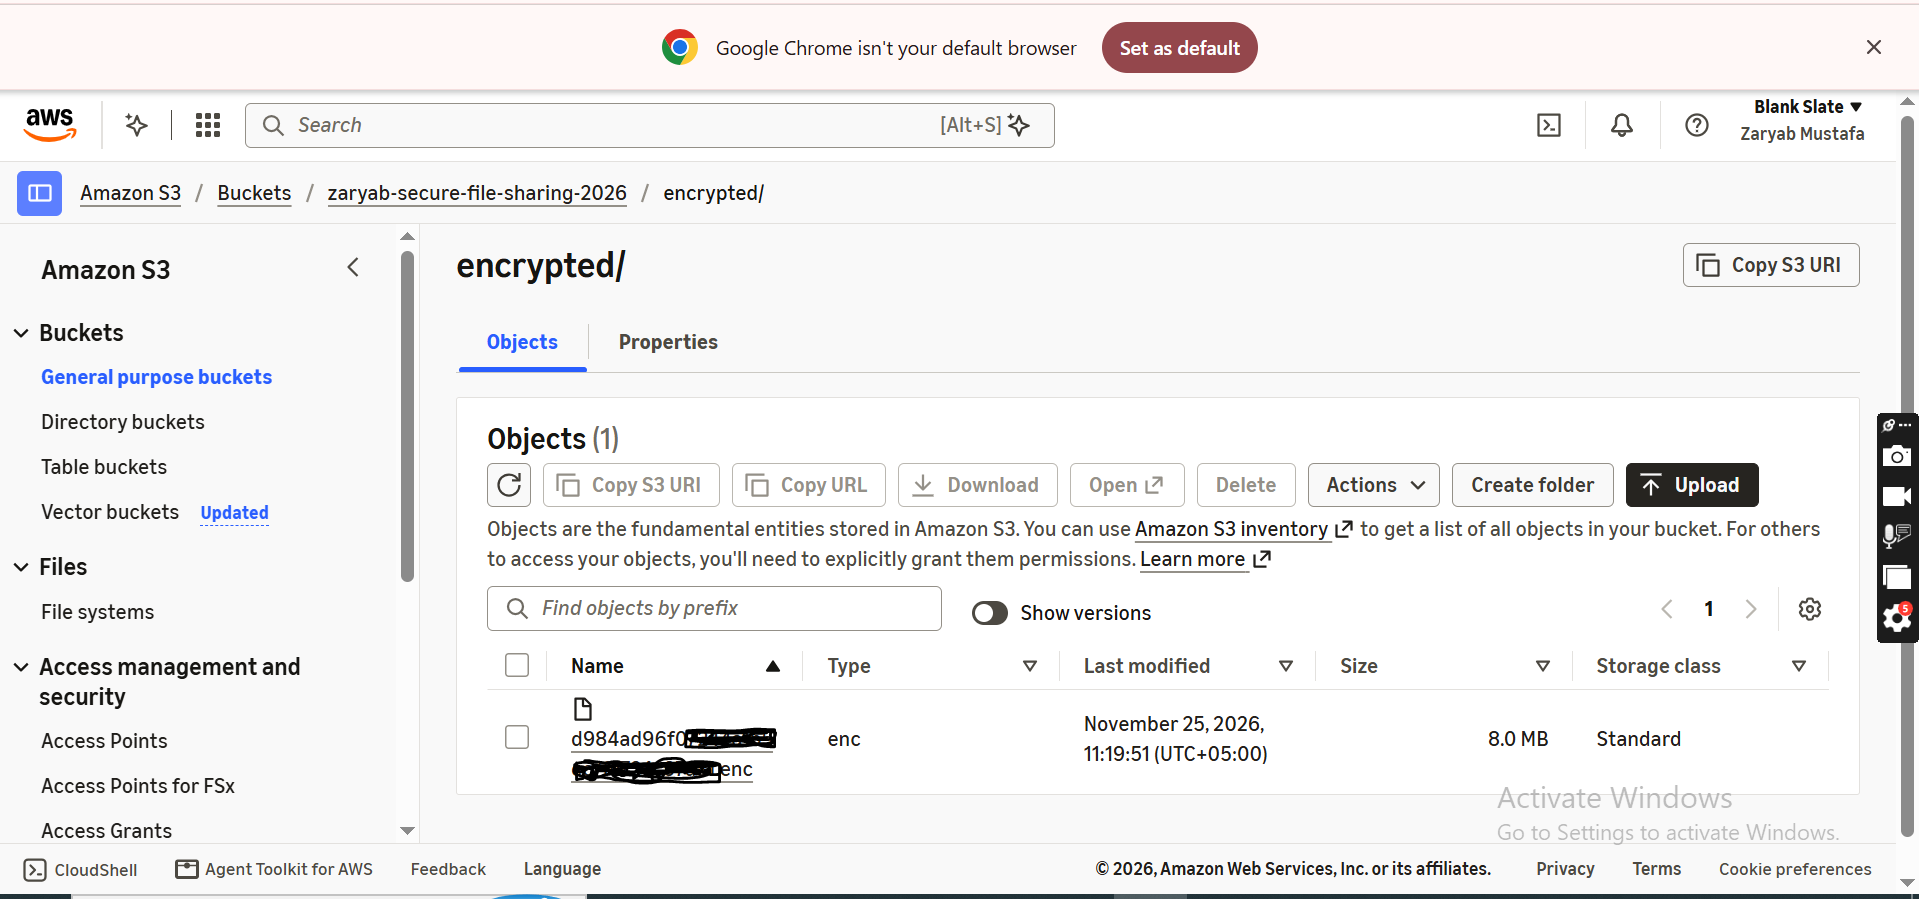 Google Chrome isn't your default browser Set as default
aws Search [Alt+S] Blank Slate
Zaryab Mustafa
Amazon S3 / Buckets / zaryab-secure-file-sharing-2026 / encrypted/
Amazon S3
Buckets
General purpose buckets
Directory buckets
Table buckets
Vector buckets Updated
Files
File systems
Access management and
security
Access Points
Access Points for FSx
Access Grants
encrypted/
Copy S3 URI
Objects Properties
Objects (1)
Copy S3 URI Copy URL Download Open Delete Actions Create folder Upload
Objects are the fundamental entities stored in Amazon S3. You can use Amazon S3 inventory to get a list of all objects in your bucket. For others
to access your objects, you'll need to explicitly grant them permissions. Learn more
Find objects by prefix Show versions 1
Name Type Last modified Size Storage class
d984ad96f0
enc
enc
November 25, 2026,
11:19:51 (UTC+05:00)
8.0 MB
Standard
5
Activate Windows
Go to Settings to activate Windows.
CloudShell Agent Toolkit for AWS Feedback Language © 2026, Amazon Web Services, Inc. or its affiliates. Privacy Terms Cookie preferences